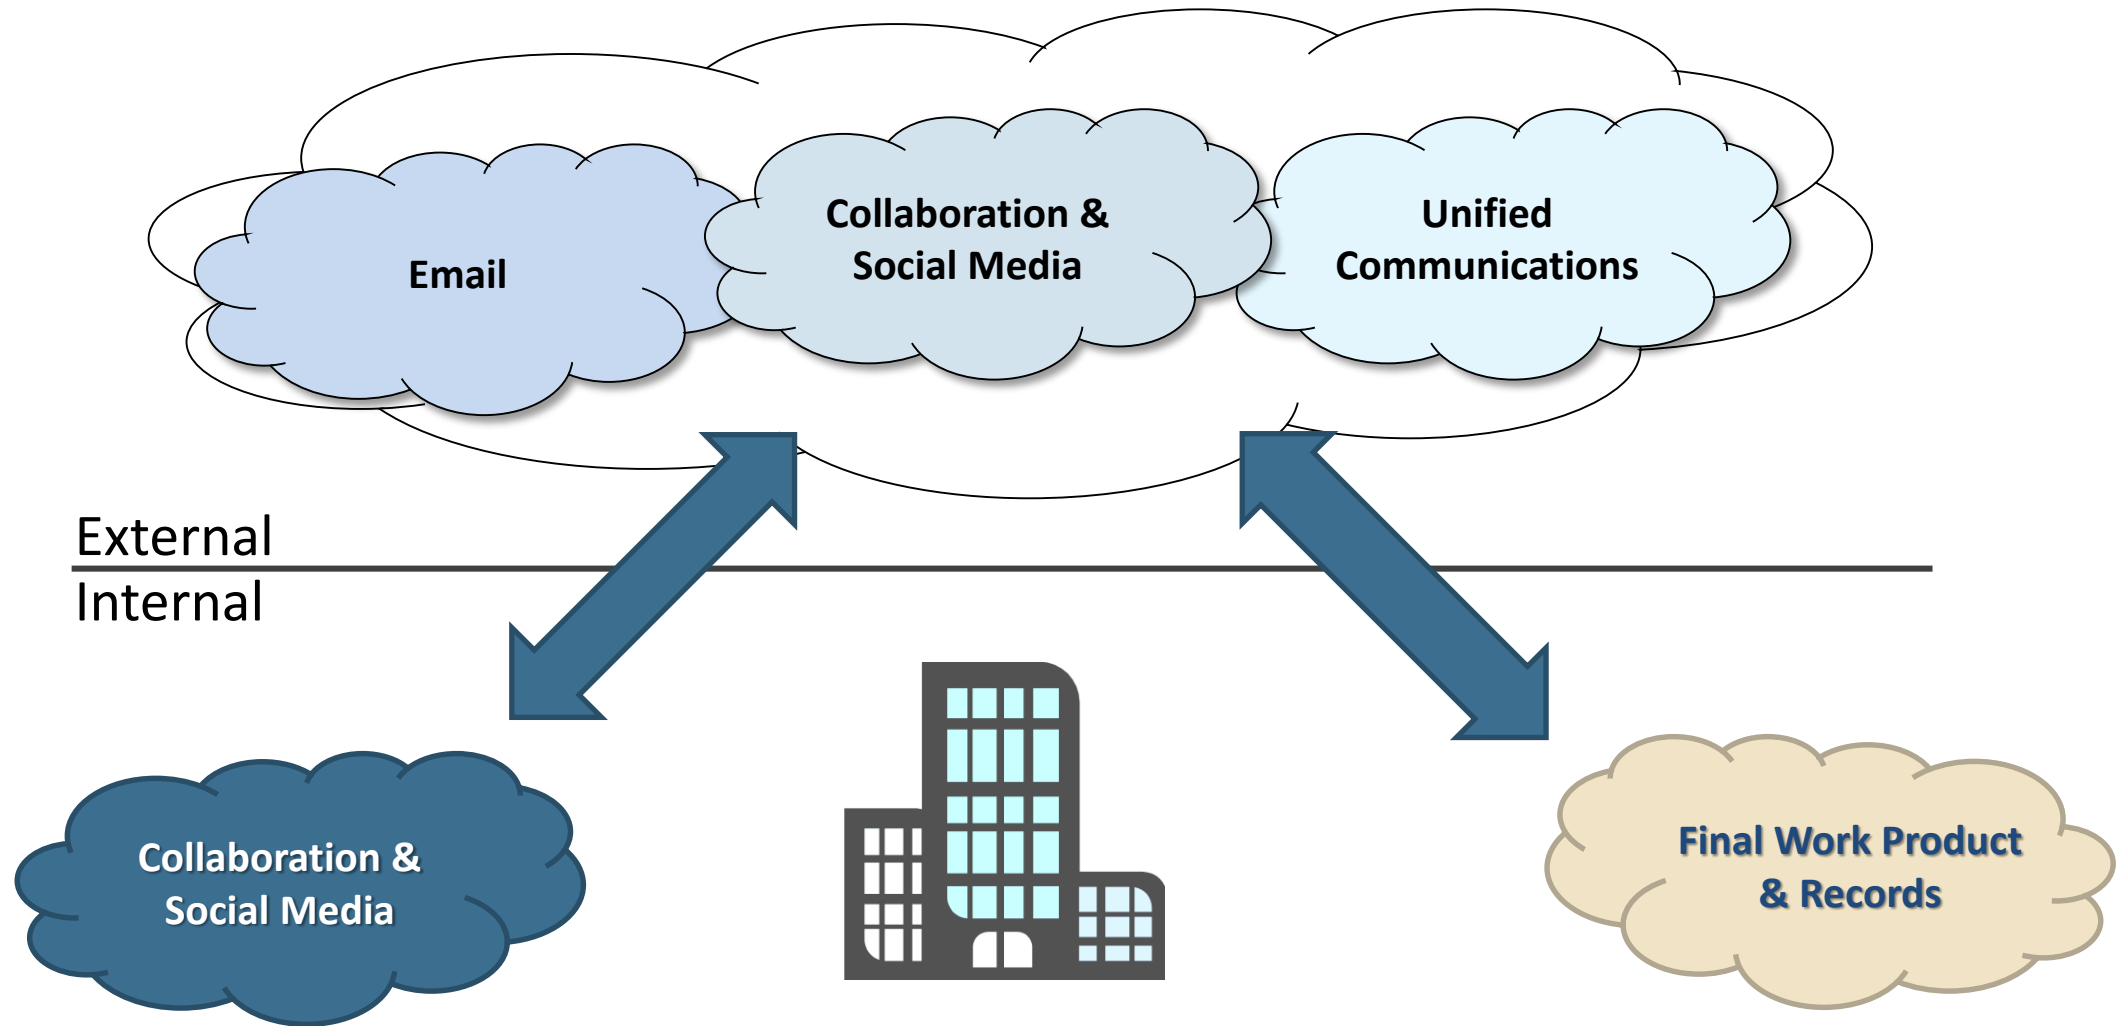 Email
Collaboration &
Social Media
Unified
Communications
External
Internal
Collaboration &
Social Media
Final Work Product
& Records